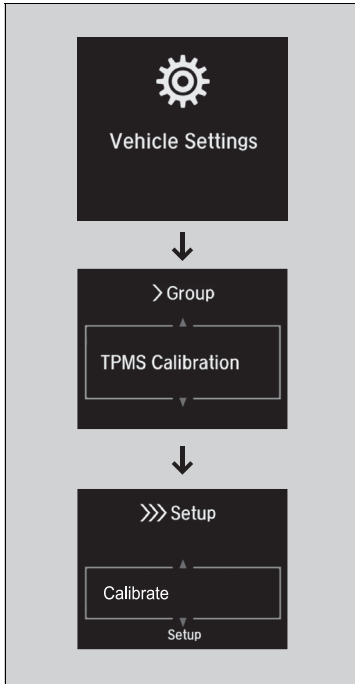 Vehicle Settings
> Group
TPMS Calibration
>>> Setup
Calibrate
Setup